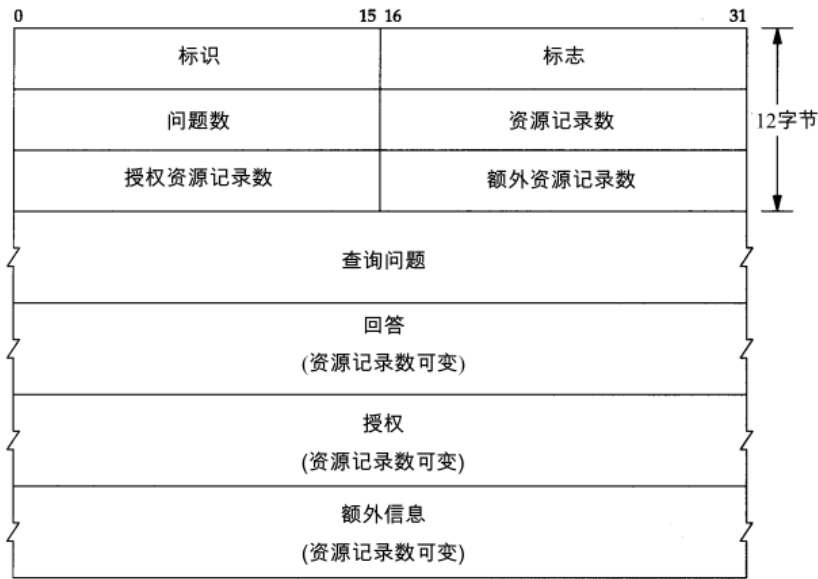 0 15 16 31
标识 标志
12字节
问题数 资源记录数
授权资源记录数 额外资源记录数
查询问题
回答
(资源记录数可变)
授权
(资源记录数可变)
额外信息
(资源记录数可变)